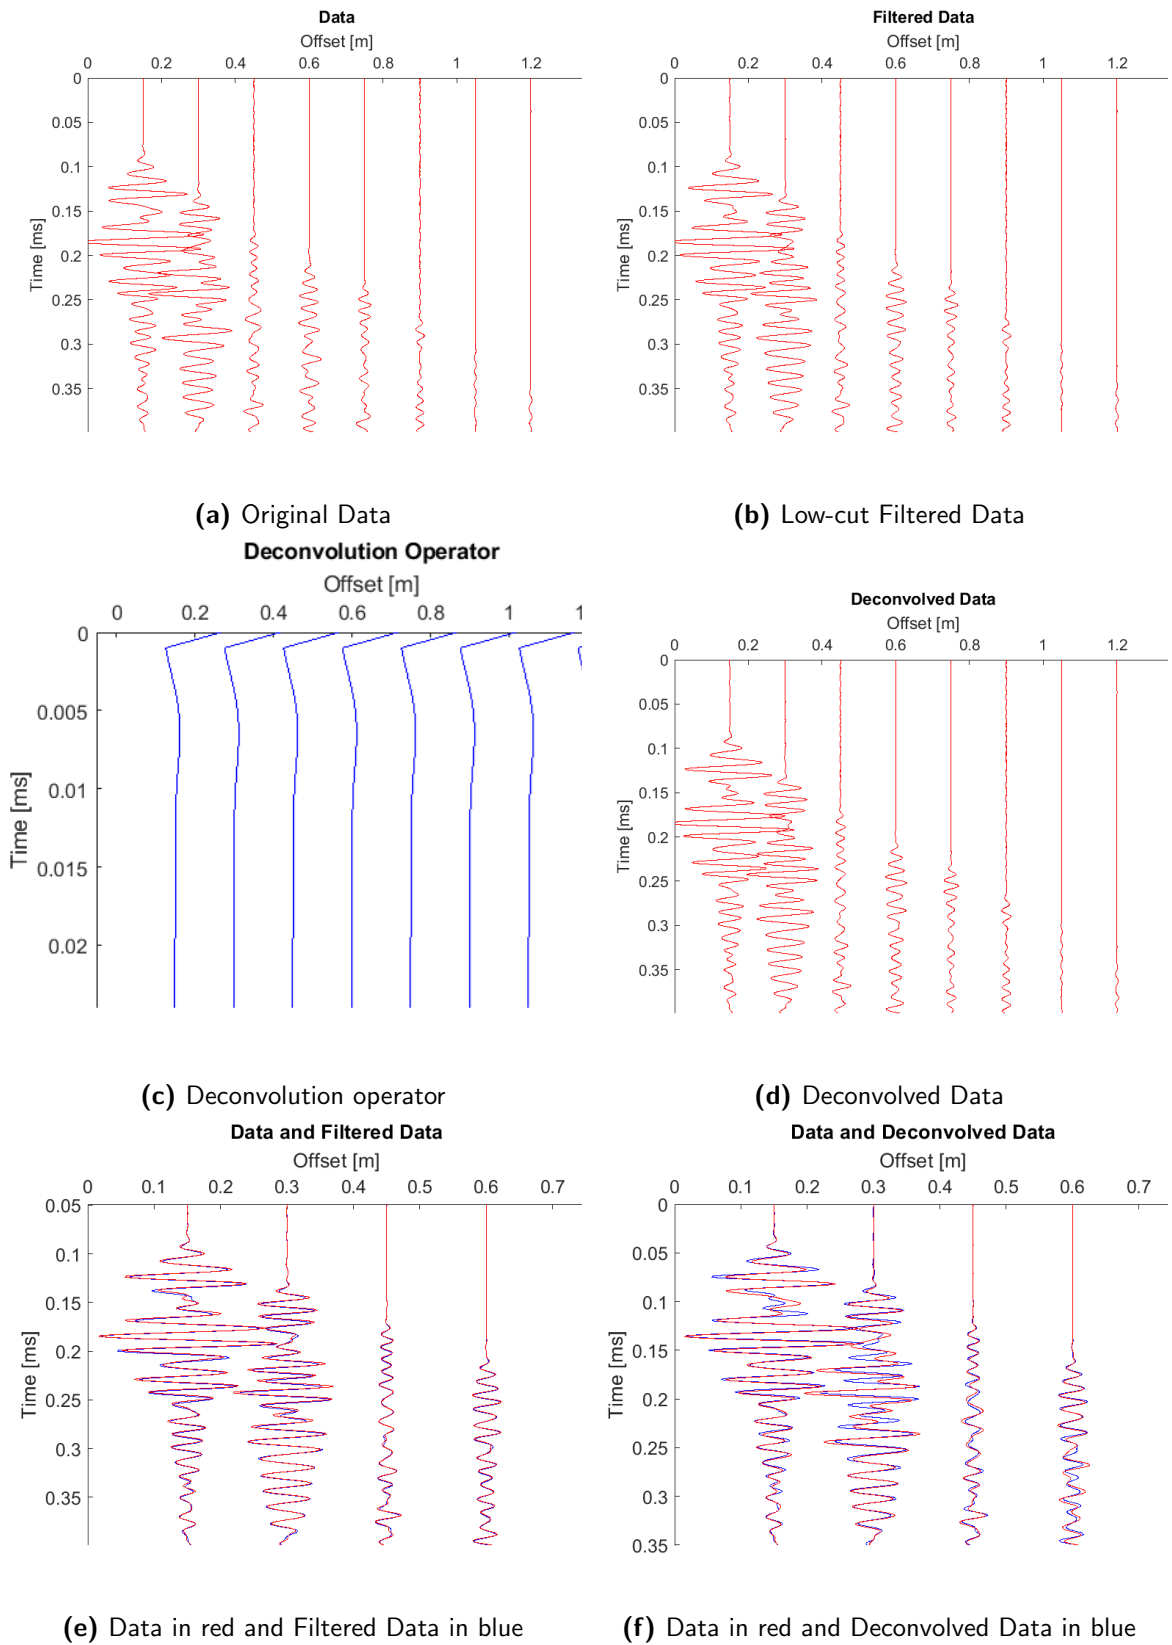 Data
Offset [m]
0 0.2 0.4 0.6 0.8 1 1.2
0
0.05
0.1
0.15
0.2
0.25
0.3
0.35
Time [ms]
(a) Original Data
Filtered Data
Offset [m]
0 0.2 0.4 0.6 0.8 1 1.2
0
0.05
0.1
0.15
0.2
0.25
0.3
0.35
Time [ms]
(b) Low-cut Filtered Data
Deconvolution Operator
Offset [m]
0 0.2 0.4 0.6 0.8 1 1
0
0.005
0.01
0.015
0.02
Time [ms]
(c) Deconvolution operator
Deconvolved Data
Offset [m]
0 0.2 0.4 0.6 0.8 1 1.2
0
0.05
0.1
0.15
0.2
0.25
0.3
0.35
Time [ms]
(d) Deconvolved Data
Data and Filtered Data
Offset [m]
0 0.1 0.2 0.3 0.4 0.5 0.6 0.7
0.05
0.1
0.15
0.2
0.25
0.3
0.35
Time [ms]
(e) Data in red and Filtered Data in blue
Data and Deconvolved Data
Offset [m]
0 0.1 0.2 0.3 0.4 0.5 0.6 0.7
0
0.05
0.1
0.15
0.2
0.25
0.3
0.35
Time [ms]
(f) Data in red and Deconvolved Data in blue